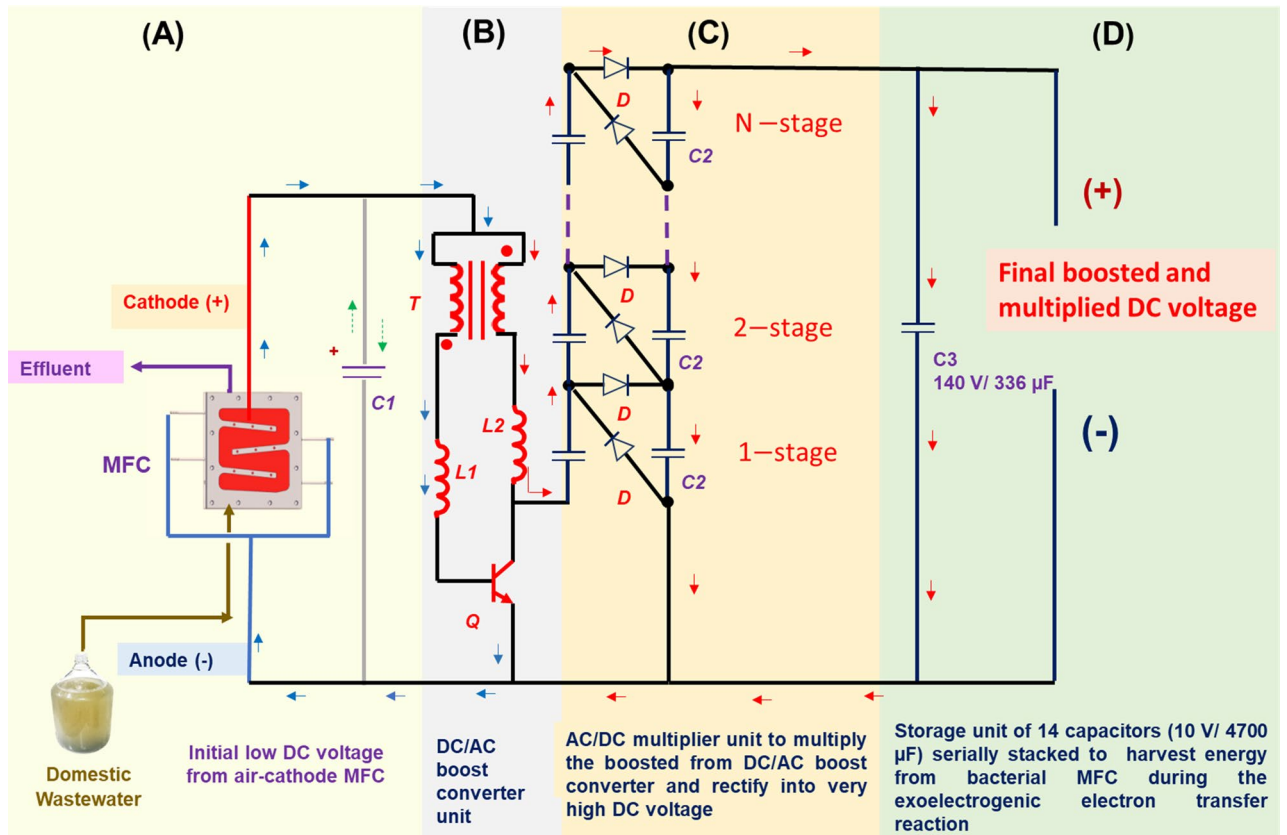 (A)
(B)
(C)
(D)
D
N–stage
C2
(+)
Final boosted and
multiplied DC voltage
Cathode (+)
T
D
2–stage
+
C2
C3
140 V/ 336 µF
Effluent
C1
L2
D
(-)
MFC
L1
1–stage
C2
D
Q
Anode (-)
Domestic
Wastewater
Initial low DC voltage
from air-cathode MFC
DC/AC
boost
converter
unit
AC/DC multiplier unit to multiply
the boosted from DC/AC boost
converter and rectify into very
high DC voltage
Storage unit of 14 capacitors (10 V/ 4700
µF) serially stacked to harvest energy
from bacterial MFC during the
exoelectrogenic electron transfer
reaction